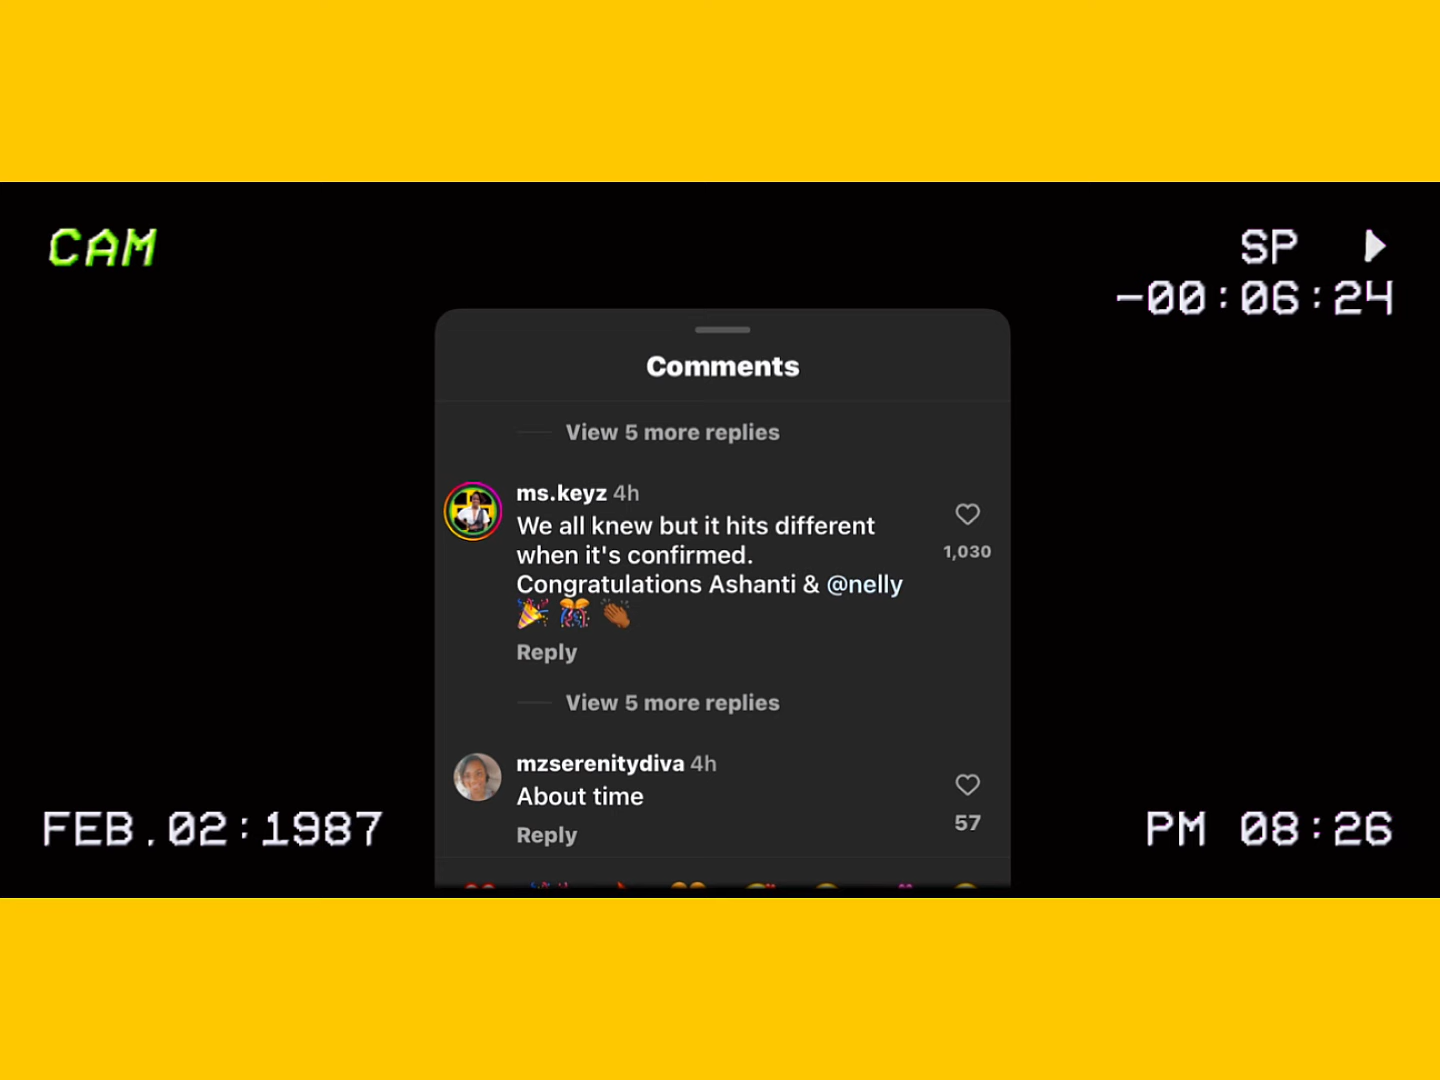 CAM
SP
-00:06:24
Comments
View 5 more replies
ms.keyz 4h
We all knew but it hits different
when it's confirmed.
Congratulations Ashanti & @nelly
🎉 🎊 👏🏾
1,030
Reply
View 5 more replies
mzserenitydiva 4h
About time
57
Reply
FEB.02:1987
PM 08:26